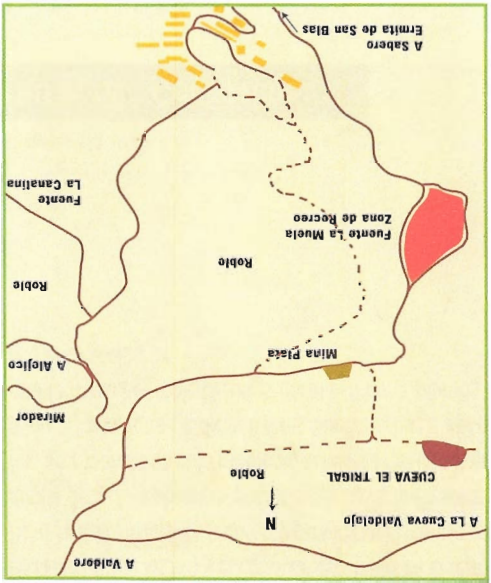 A Valdore
A La Cueva Valdelajo
N
CUEVA EL TRIGAL
Roble
Mirador
A Alejico
Mina Plata
Roble
Roble
Fuente La Muela
Zona de Recreo
Fuente
La Canalina
A Sabero
Ermita de San Blas